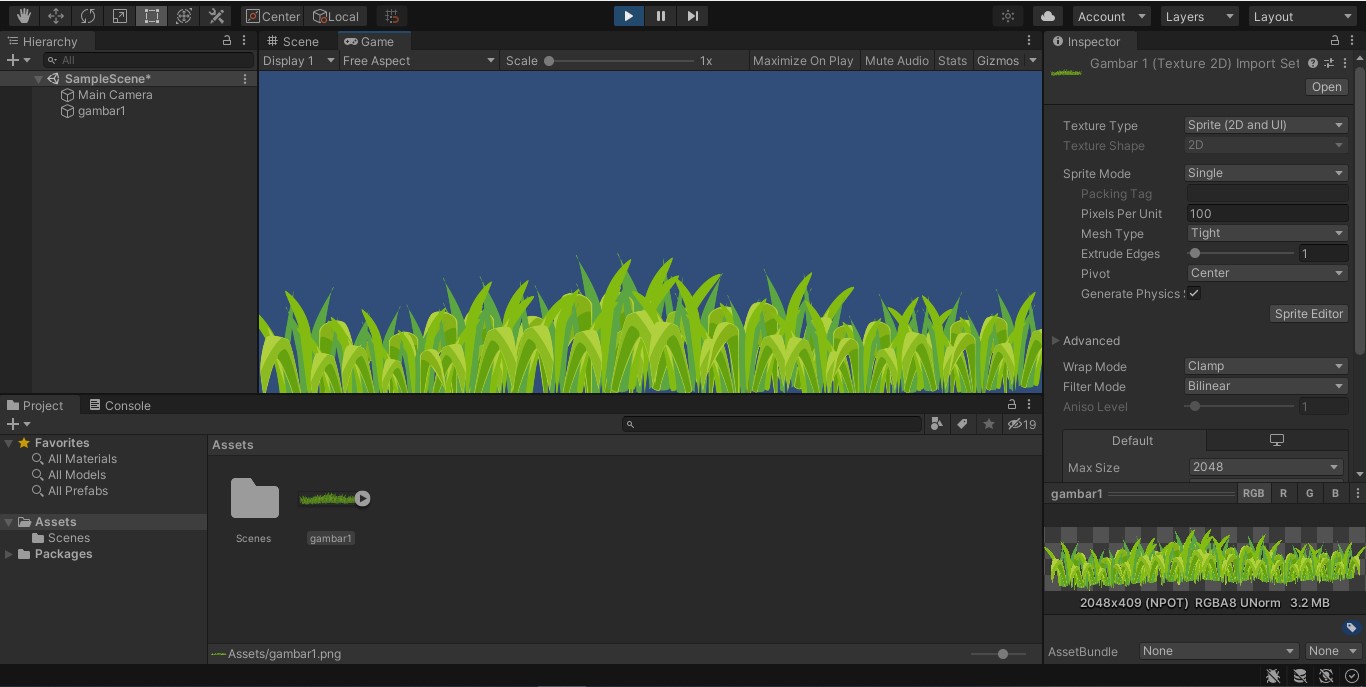 Center Local Account Layers Layout
Hierarchy
All
SampleScene*
Main Camera
gambar1
Scene Game
Display 1 Free Aspect Scale 1x Maximize On Play Mute Audio Stats Gizmos
Inspector
Gambar 1 (Texture 2D) Import Set
Open
Texture Type Sprite (2D and UI)
Texture Shape 2D
Sprite Mode Single
Packing Tag
Pixels Per Unit 100
Mesh Type Tight
Extrude Edges 1
Pivot Center
Generate Physics
Sprite Editor
Advanced
Wrap Mode Clamp
Filter Mode Bilinear
Aniso Level 1
Default
Max Size 2048
gambar1 RGB R G B
2048x409 (NPOT) RGBA8 UNorm 3.2 MB
AssetBundle None None
Project Console
19
Favorites
All Materials
All Models
All Prefabs
Assets
Scenes
Packages
Assets
Scenes gambar1
Assets/gambar1.png